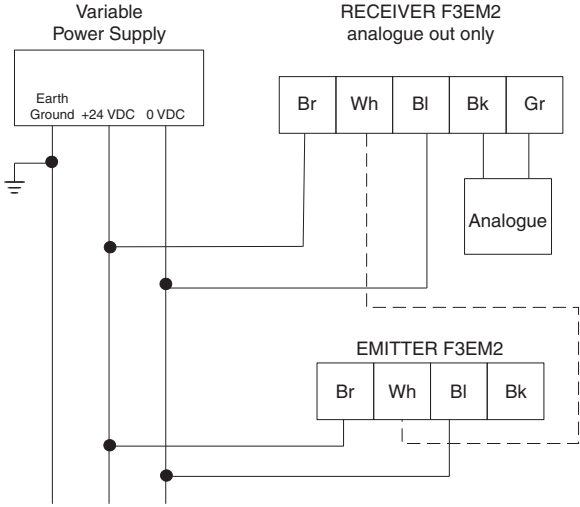 Variable
Power Supply
Earth
Ground +24 VDC 0 VDC
RECEIVER F3EM2
analogue out only
Br Wh Bl Bk Gr
Analogue
EMITTER F3EM2
Br Wh Bl Bk